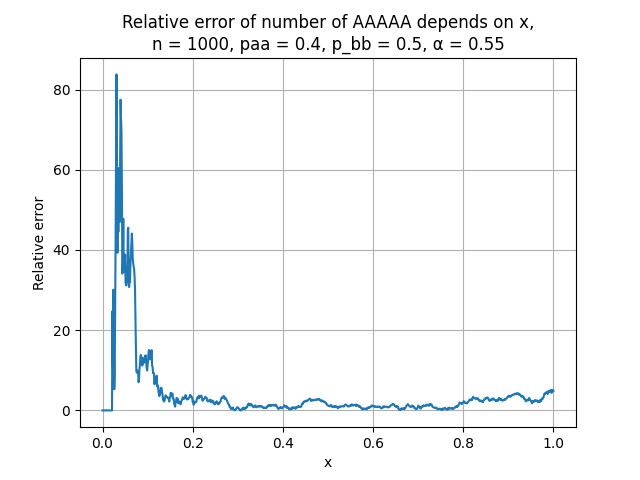 Relative error of number of AAAAA depends on x,
n = 1000, paa = 0.4, p_bb = 0.5, α = 0.55
80
60
40
20
0
Relative error
0.0 0.2 0.4 0.6 0.8 1.0
x